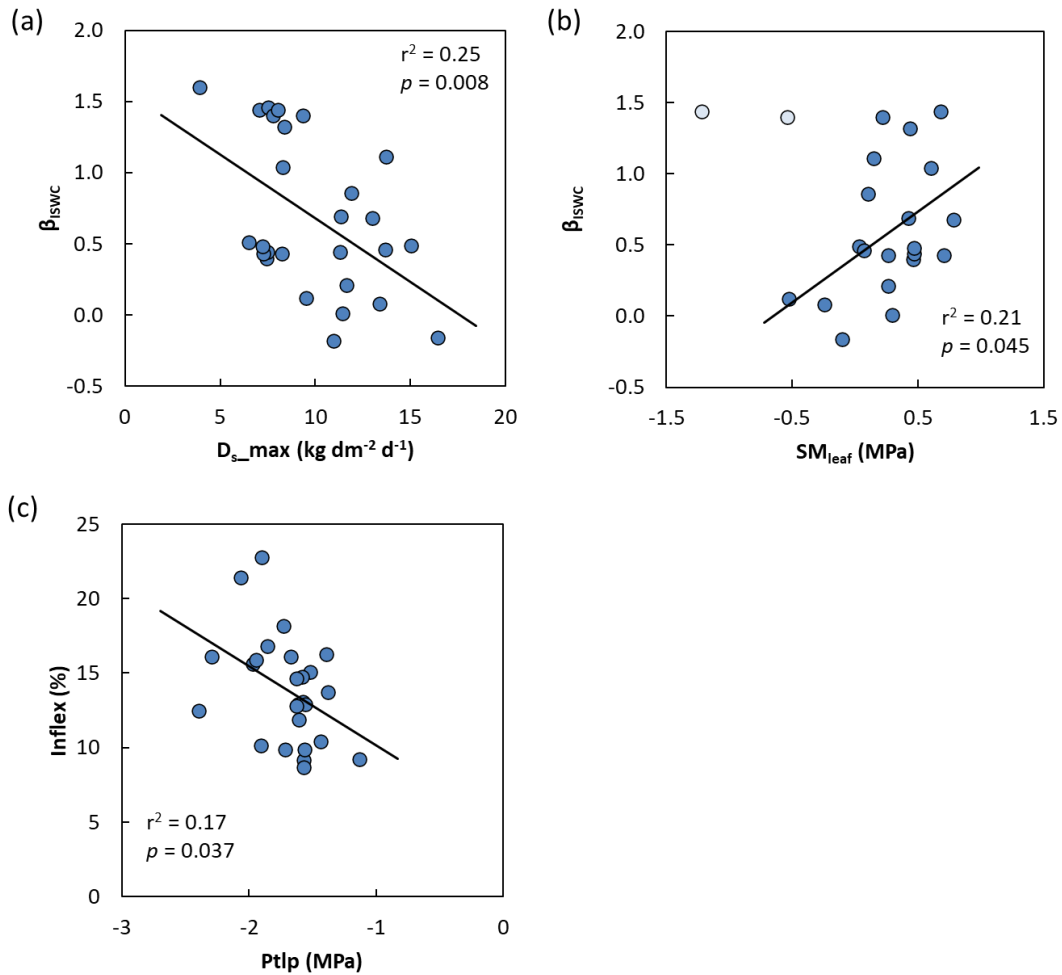 (a)
2.0
1.5
1.0
0.5
0.0
-0.5
β_ISWC
r² = 0.25
p = 0.008
0 5 10 15 20
D_s_max (kg dm⁻² d⁻¹)
(b)
2.0
1.5
1.0
0.5
0.0
-0.5
β_ISWC
r² = 0.21
p = 0.045
-1.5 -0.5 0.5 1.5
SM_leaf (MPa)
(c)
25
20
15
10
5
0
Inflex (%)
r² = 0.17
p = 0.037
-3 -2 -1 0
Ptlp (MPa)